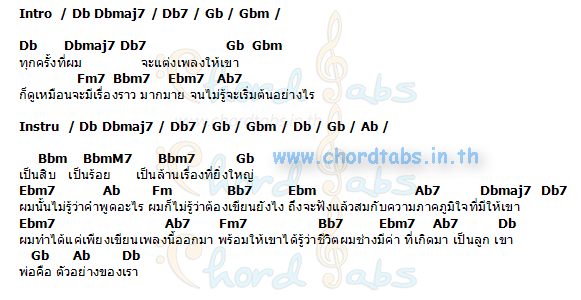 Intro / Db Dbmaj7 / Db7 / Gb / Gbm /
Db Dbmaj7 Db7 Gb Gbm
ทุกครั้งที่ผม จะแต่งเพลงให้เขา
Fm7 Bbm7 Ebm7 Ab7
ก็ดูเหมือนจะมีเรื่องราว มากมาย จนไม่รู้จะเริ่มต้นอย่างไร
Instru / Db Dbmaj7 / Db7 / Gb / Gbm / Db / Gb / Ab /
Bbm BbmM7 Bbm7 Gb
www.chordtabs.in.th
เป็นสิบ เป็นร้อย เป็นล้านเรื่องที่ยิ่งใหญ่
Ebm7 Ab Fm Bb7 Ebm Ab7 Dbmaj7 Db7
ผมนั้นไม่รู้ว่าคำพูดอะไร ผมก็ไม่รู้ว่าต้องเขียนยังไง ถึงจะฟังแล้วสมกับความภาคภูมิใจที่มีให้เขา
Ebm7 Ab7 Fm7 Bb7 Ebm7 Ab7 Db
ผมทำได้แค่เพียงเขียนเพลงนี้ออกมา พร้อมให้เขาได้รู้ว่าชีวิตผมช่างมีค่า ที่เกิดมา เป็นลูก เขา
Gb Ab Db
พ่อคือ ตัวอย่างของเรา
Chord Tabs
Chord Tabs